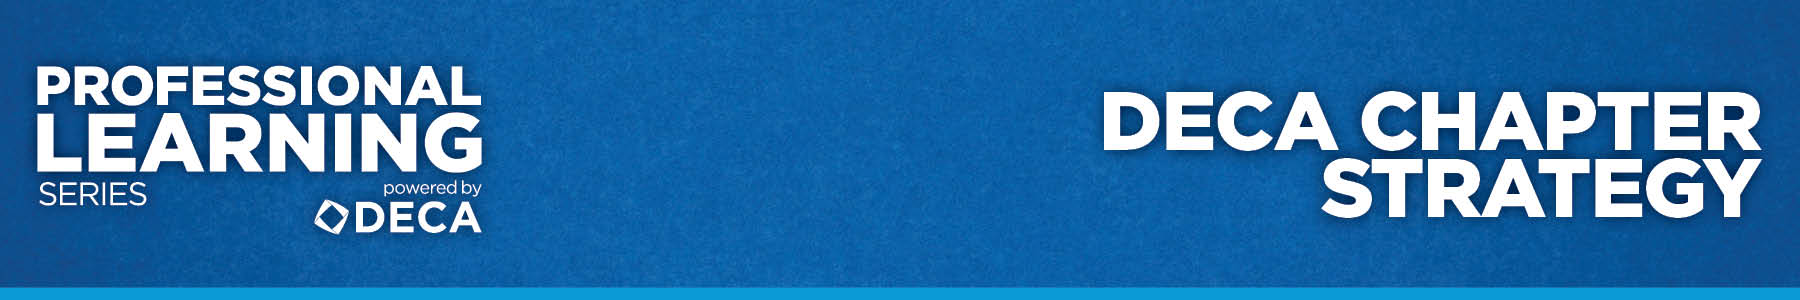 PROFESSIONAL
LEARNING
SERIES
powered by
DECA
DECA CHAPTER
STRATEGY